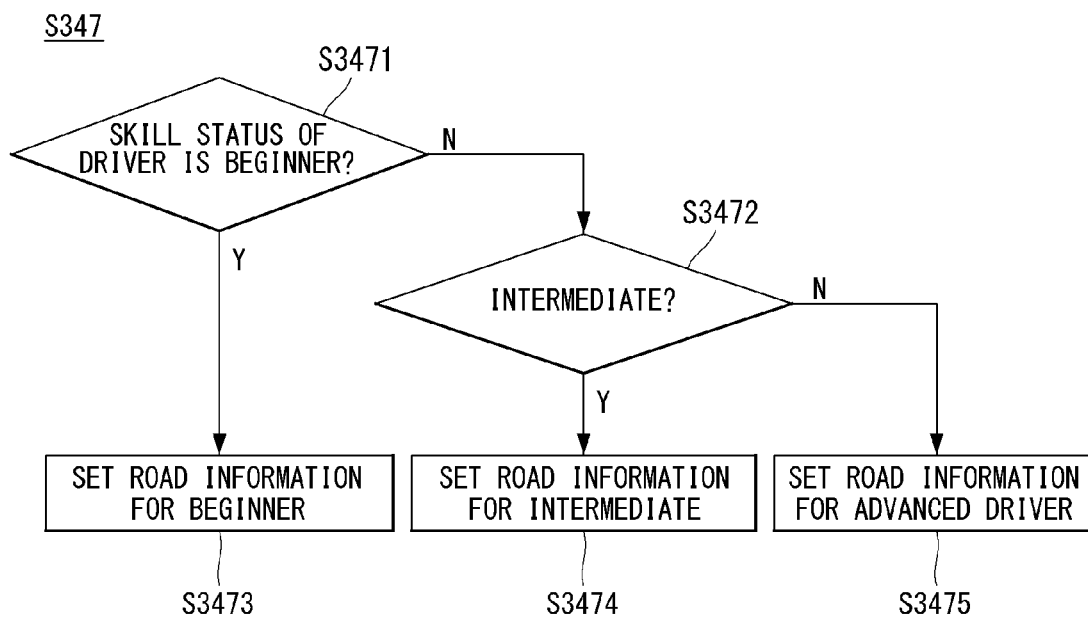 S347
S3471
SKILL STATUS OF
DRIVER IS BEGINNER?
N
Y
S3472
INTERMEDIATE?
N
Y
SET ROAD INFORMATION
FOR BEGINNER
SET ROAD INFORMATION
FOR INTERMEDIATE
SET ROAD INFORMATION
FOR ADVANCED DRIVER
S3473
S3474
S3475